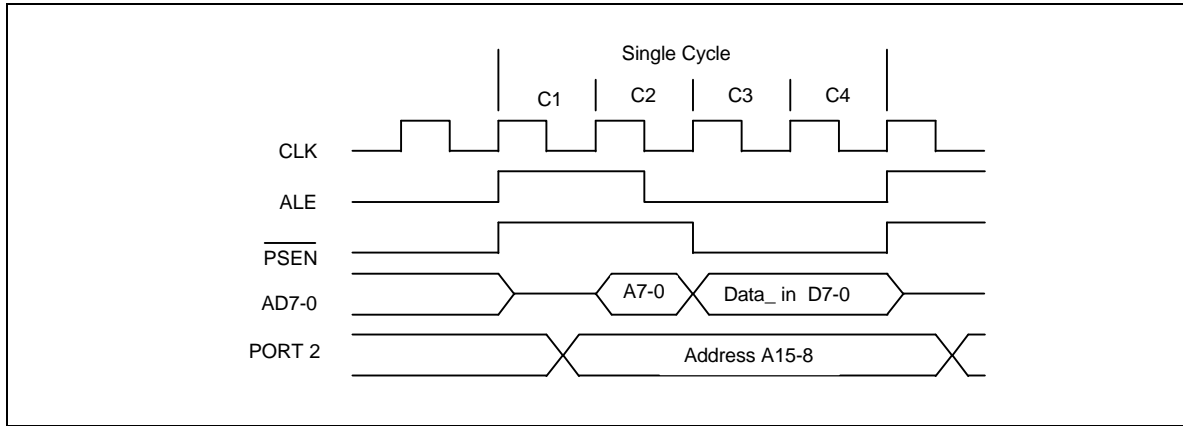 Single Cycle
C1 C2 C3 C4
CLK
ALE
PSEN
AD7-0 A7-0 Data_ in D7-0
PORT 2 Address A15-8